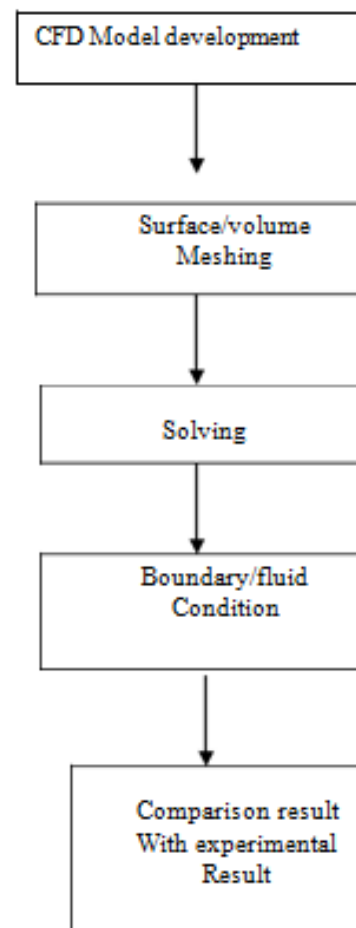 CFD Model development
Surface/volume
Meshing
Solving
Boundary/fluid
Condition
Comparison result
With experimental
Result